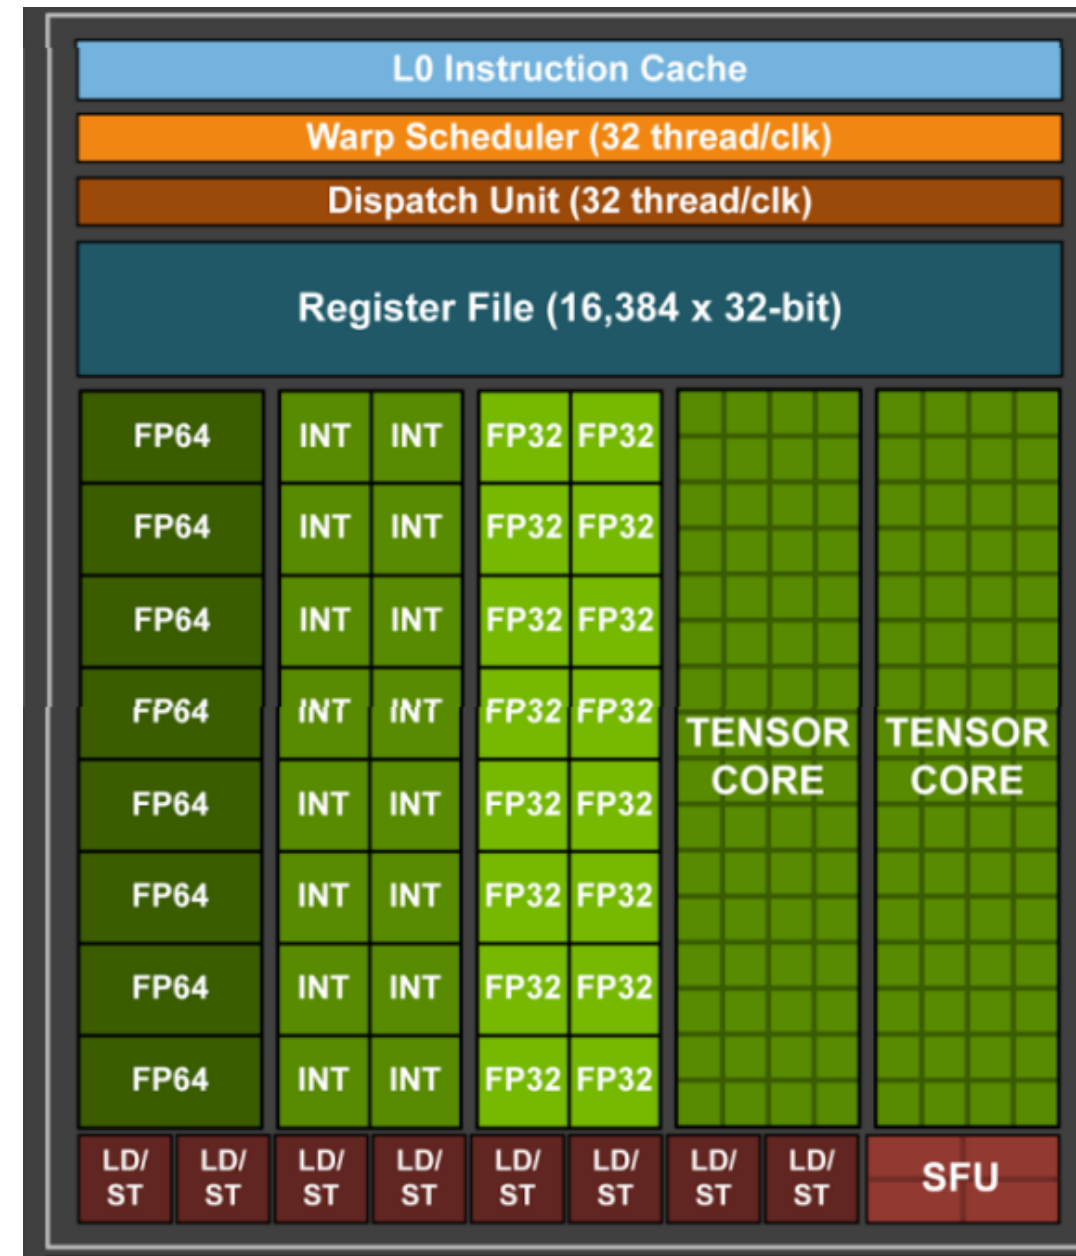 L0 Instruction Cache
Warp Scheduler (32 thread/clk)
Dispatch Unit (32 thread/clk)
Register File (16,384 x 32-bit)
FP64 INT INT FP32 FP32
FP64 INT INT FP32 FP32
FP64 INT INT FP32 FP32
FP64 INT INT FP32 FP32
TENSOR TENSOR
CORE CORE
FP64 INT INT FP32 FP32
FP64 INT INT FP32 FP32
FP64 INT INT FP32 FP32
FP64 INT INT FP32 FP32
LD/ LD/ LD/ LD/ LD/ LD/ LD/ LD/
ST ST ST ST ST ST ST ST
SFU